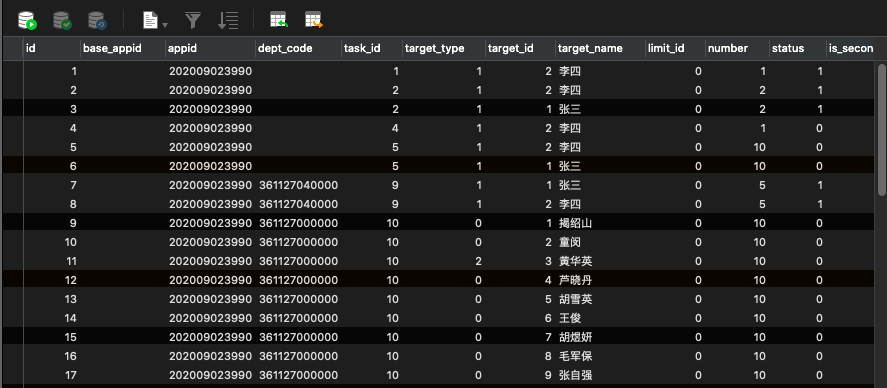 id base_appid appid dept_code task_id target_type target_id target_name limit_id number status is_secon
1 202009023990 1 1 2 李四 0 1 1
2 202009023990 2 1 2 李四 0 2 1
3 202009023990 2 1 1 张三 0 2 1
4 202009023990 4 1 2 李四 0 1 0
5 202009023990 5 1 2 李四 0 10 0
6 202009023990 5 1 1 张三 0 10 0
7 202009023990 361127040000 9 1 1 张三 0 5 1
8 202009023990 361127040000 9 1 2 李四 0 5 1
9 202009023990 361127000000 10 0 1 揭绍山 0 10 0
10 202009023990 361127000000 10 0 2 童闵 0 10 0
11 202009023990 361127000000 10 2 3 黄华英 0 10 0
12 202009023990 361127000000 10 0 4 芦晓丹 0 10 0
13 202009023990 361127000000 10 0 5 胡雪英 0 10 0
14 202009023990 361127000000 10 0 6 王俊 0 10 0
15 202009023990 361127000000 10 0 7 胡煜妍 0 10 0
16 202009023990 361127000000 10 0 8 毛军保 0 10 0
17 202009023990 361127000000 10 0 9 张自强 0 10 0